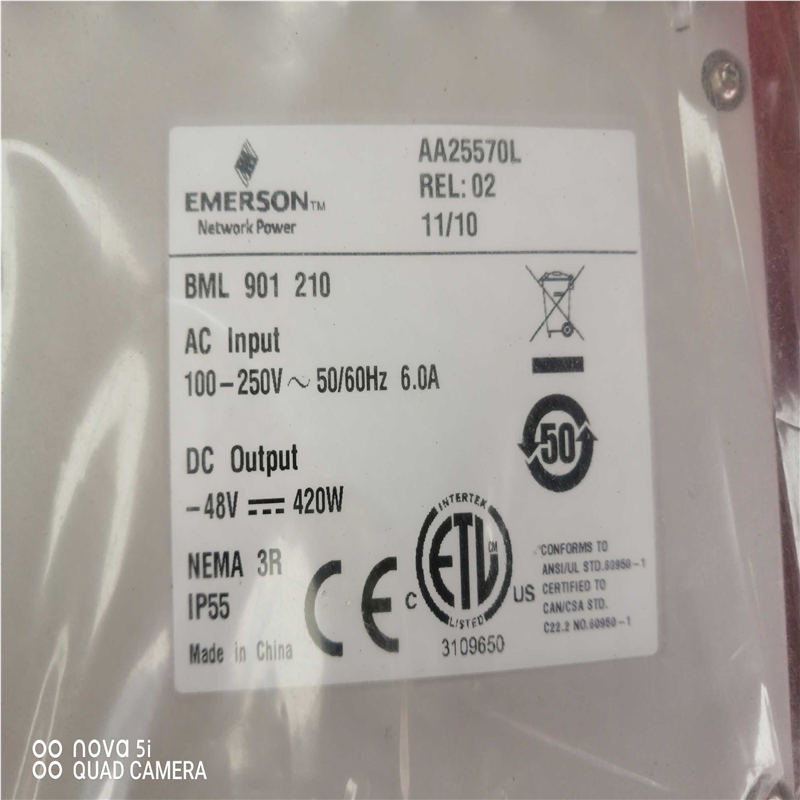 EMERSON™
Network Power
AA25570L
REL: 02
11/10
BML 901 210
AC Input
100-250V ~ 50/60Hz 6.0A
DC Output
-48V ⎓ 420W
NEMA 3R
IP55
Made in China
CE
50
INTERTEK
ETL CM
LISTED
C US
3109650
CONFORMS TO
ANSI/UL STD.60950-1
CERTIFIED TO
CAN/CSA STD.
C22.2 NO.60950-1
nova 5i
QUAD CAMERA